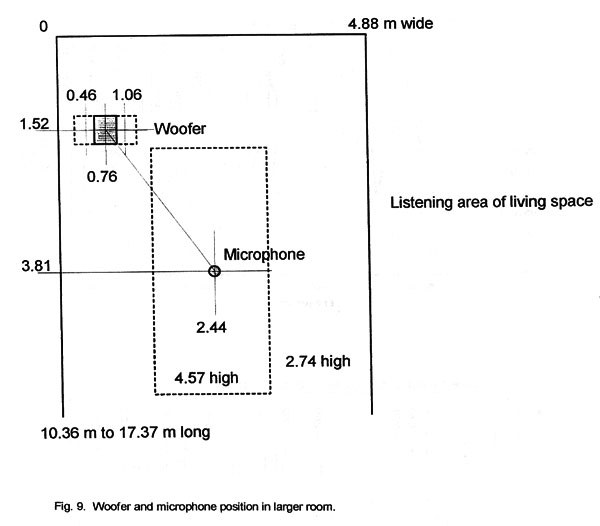 0
4.88 m wide
0.46 1.06
1.52
Woofer
0.76
Listening area of living space
Microphone
3.81
2.44
2.74 high
4.57 high
10.36 m to 17.37 m long
Fig. 9. Woofer and microphone position in larger room.